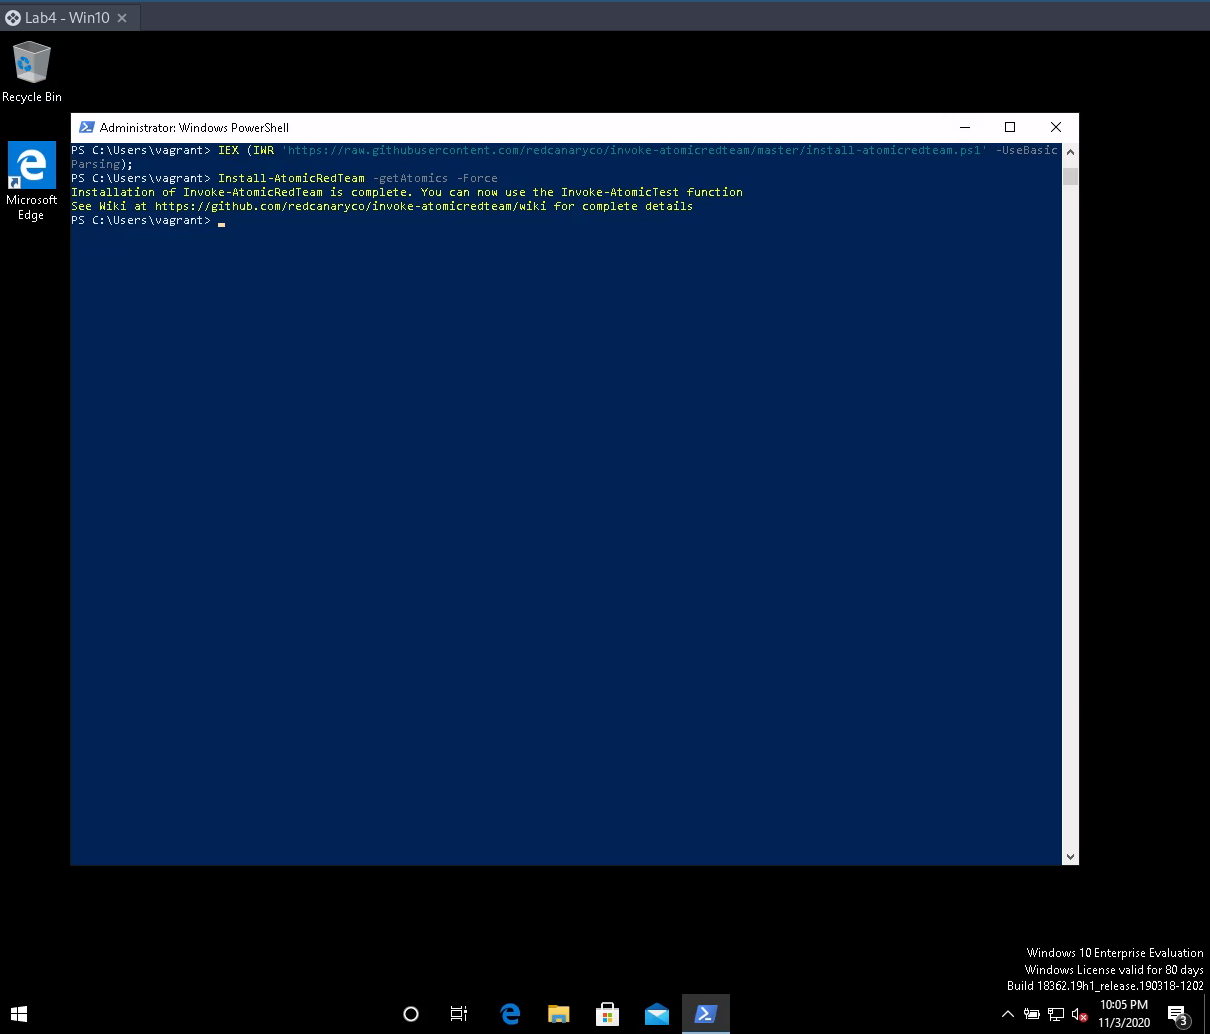 Lab4 - Win10
Recycle Bin
Microsoft
Edge
Administrator: Windows PowerShell
PS C:\Users\vagrant> IEX (IWR 'https://raw.githubusercontent.com/redcanaryco/invoke-atomicredteam/master/install-atomicredteam.ps1' -UseBasic
Parsing);
PS C:\Users\vagrant> Install-AtomicRedTeam -getAtomics -Force
Installation of Invoke-AtomicRedTeam is complete. You can now use the Invoke-AtomicTest function
See Wiki at https://github.com/redcanaryco/invoke-atomicredteam/wiki for complete details
PS C:\Users\vagrant>
Windows 10 Enterprise Evaluation
Windows License valid for 80 days
Build 18362.19h1_release.190318-1202
10:05 PM
11/3/2020
3